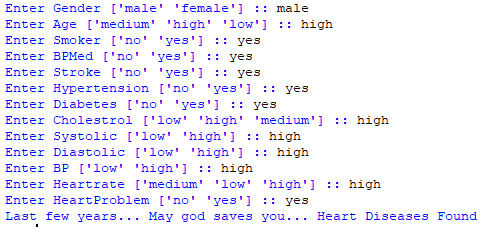 Enter Gender ['male' 'female'] :: male
Enter Age ['medium' 'high' 'low'] :: high
Enter Smoker ['no' 'yes'] :: yes
Enter BPMed ['no' 'yes'] :: yes
Enter Stroke ['no' 'yes'] :: yes
Enter Hypertension ['no' 'yes'] :: yes
Enter Diabetes ['no' 'yes'] :: yes
Enter Cholestrol ['low' 'high' 'medium'] :: high
Enter Systolic ['low' 'high'] :: high
Enter Diastolic ['low' 'high'] :: high
Enter BP ['low' 'high'] :: high
Enter Heartrate ['medium' 'low' 'high'] :: high
Enter HeartProblem ['no' 'yes'] :: yes
Last few years... May god saves you... Heart Diseases Found